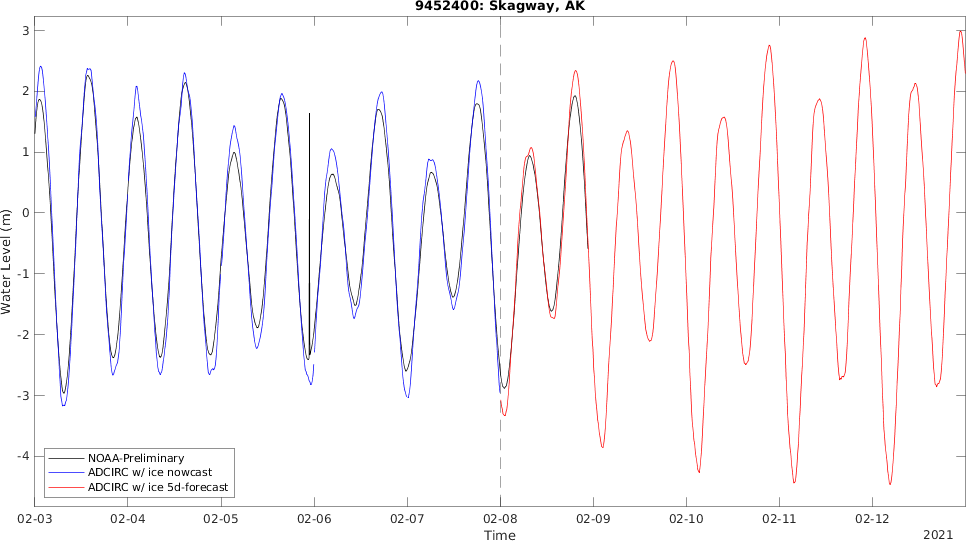 9452400: Skagway, AK
3
2
1
0
-1
-2
-3
-4
Water Level (m)
NOAA-Preliminary
ADCIRC w/ ice nowcast
ADCIRC w/ ice 5d-forecast
02-03 02-04 02-05 02-06 02-07 02-08 02-09 02-10 02-11 02-12
Time
2021